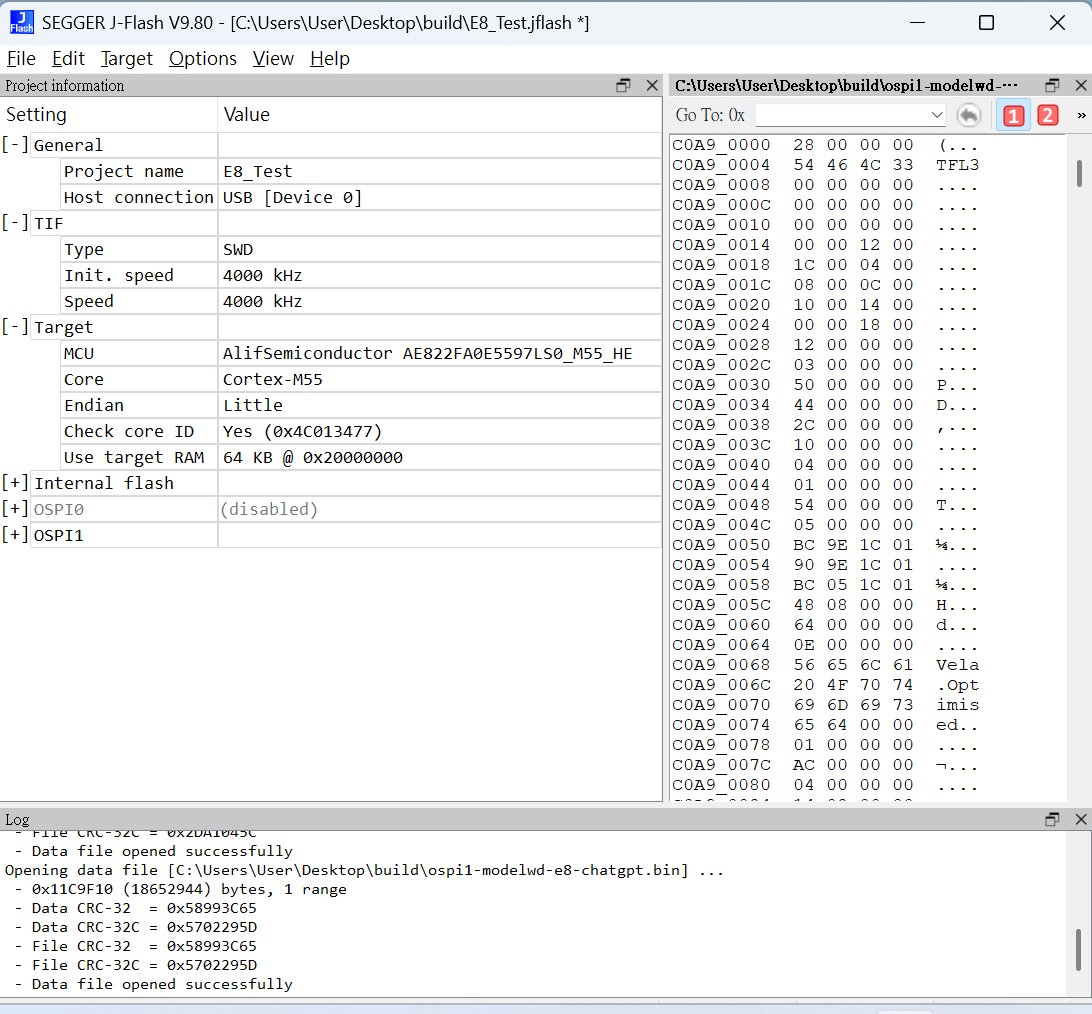 J Flash SEGGER J-Flash V9.80 - [C:\Users\User\Desktop\build\E8_Test.jflash *]
File Edit Target Options View Help
Project information
Setting Value
[-] General
Project name E8_Test
Host connection USB [Device 0]
[-] TIF
Type SWD
Init. speed 4000 kHz
Speed 4000 kHz
[-] Target
MCU AlifSemiconductor AE822FA0E5597LS0_M55_HE
Core Cortex-M55
Endian Little
Check core ID Yes (0x4C013477)
Use target RAM 64 KB @ 0x20000000
[+] Internal flash
[+] OSPI0 (disabled)
[+] OSPI1
C:\Users\User\Desktop\build\ospi1-modelwd-···
Go To: 0x 1 2 »
C0A9_0000 28 00 00 00 (...
C0A9_0004 54 46 4C 33 TFL3
C0A9_0008 00 00 00 00 ....
C0A9_000C 00 00 00 00 ....
C0A9_0010 00 00 00 00 ....
C0A9_0014 00 00 12 00 ....
C0A9_0018 1C 00 04 00 ....
C0A9_001C 08 00 0C 00 ....
C0A9_0020 10 00 14 00 ....
C0A9_0024 00 00 18 00 ....
C0A9_0028 12 00 00 00 ....
C0A9_002C 03 00 00 00 ....
C0A9_0030 50 00 00 00 P...
C0A9_0034 44 00 00 00 D...
C0A9_0038 2C 00 00 00 ,...
C0A9_003C 10 00 00 00 ....
C0A9_0040 04 00 00 00 ....
C0A9_0044 01 00 00 00 ....
C0A9_0048 54 00 00 00 T...
C0A9_004C 05 00 00 00 ....
C0A9_0050 BC 9E 1C 01 ¼...
C0A9_0054 90 9E 1C 01 ....
C0A9_0058 BC 05 1C 01 ¼...
C0A9_005C 48 08 00 00 H...
C0A9_0060 64 00 00 00 d...
C0A9_0064 0E 00 00 00 ....
C0A9_0068 56 65 6C 61 Vela
C0A9_006C 20 4F 70 74 .Opt
C0A9_0070 69 6D 69 73 imis
C0A9_0074 65 64 00 00 ed..
C0A9_0078 01 00 00 00 ....
C0A9_007C AC 00 00 00 ¬...
C0A9_0080 04 00 00 00 ....
Log
- File CRC-32C = 0x2DA1045C
- Data file opened successfully
Opening data file [C:\Users\User\Desktop\build\ospi1-modelwd-e8-chatgpt.bin] ...
- 0x11C9F10 (18652944) bytes, 1 range
- Data CRC-32 = 0x58993C65
- Data CRC-32C = 0x5702295D
- File CRC-32 = 0x58993C65
- File CRC-32C = 0x5702295D
- Data file opened successfully